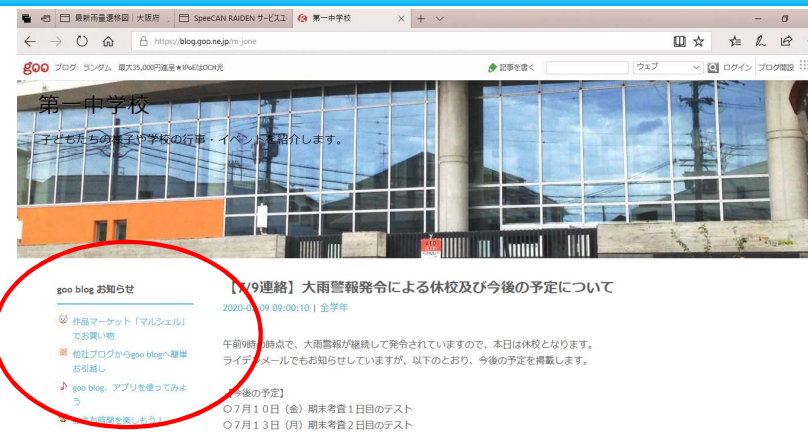 最新雨量遷移図｜大阪府
SpeeCAN RAIDEN サービスユ
第一中学校
https://blog.goo.ne.jp/m-jone
goo ブログ ランダム 最大35,000円還呈★IPoEはOCN光
記事を書く
ウェブ
ログイン ブログ開設
第一中学校
子どもたちの様子や学校の行事・イベントを紹介します。
AED
goo blog お知らせ
作品マーケット「マルシェル」
でお買い物
他社ブログからgoo blogへ簡単
お引越し
goo blog、アプリを使ってみよ
う
【7/9連絡】大雨警報発令による休校及び今後の予定について
2020-07-09 09:00:10 | 全学年
午前9時の時点で、大雨警報が継続して発令されていますので、本日は休校となります。
ライデンメールでもお知らせしていますが、以下のとおり、今後の予定を掲載します。
【今後の予定】
〇７月１０日（金）期末考査１日目のテスト
〇７月１３日（月）期末考査２日目のテスト